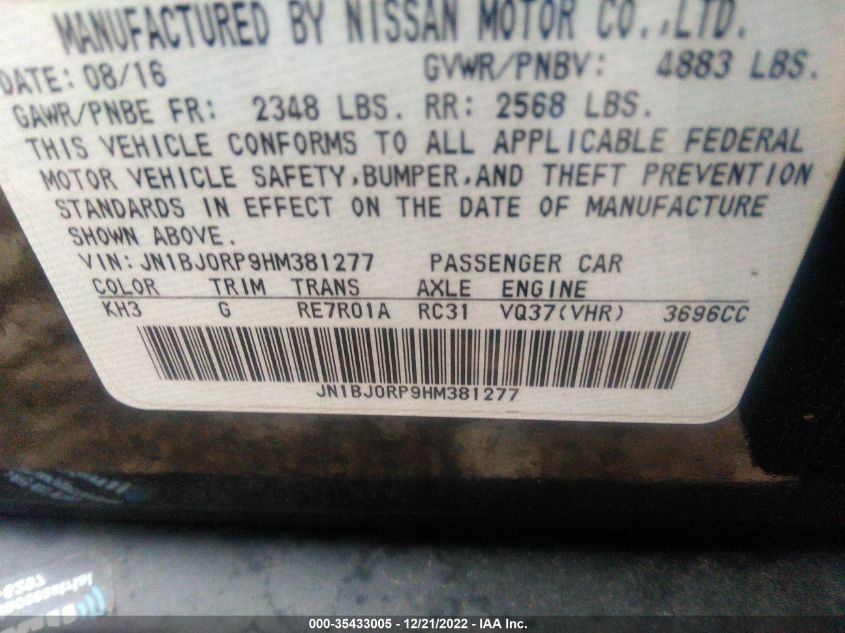 MANUFACTURED BY NISSAN MOTOR CO.,LTD.
DATE: 08/16 GVWR/PNBV: 4883 LBS.
GAWR/PNBE FR: 2348 LBS. RR: 2568 LBS.
THIS VEHICLE CONFORMS TO ALL APPLICABLE FEDERAL
MOTOR VEHICLE SAFETY,BUMPER,AND THEFT PREVENTION
STANDARDS IN EFFECT ON THE DATE OF MANUFACTURE
SHOWN ABOVE.
VIN: JN1BJ0RP9HM381277 PASSENGER CAR
COLOR TRIM TRANS AXLE ENGINE
KH3 G RE7R01A RC31 VQ37(VHR) 3696CC
JN1BJ0RP9HM381277
000-35433005 - 12/21/2022 - IAA Inc.